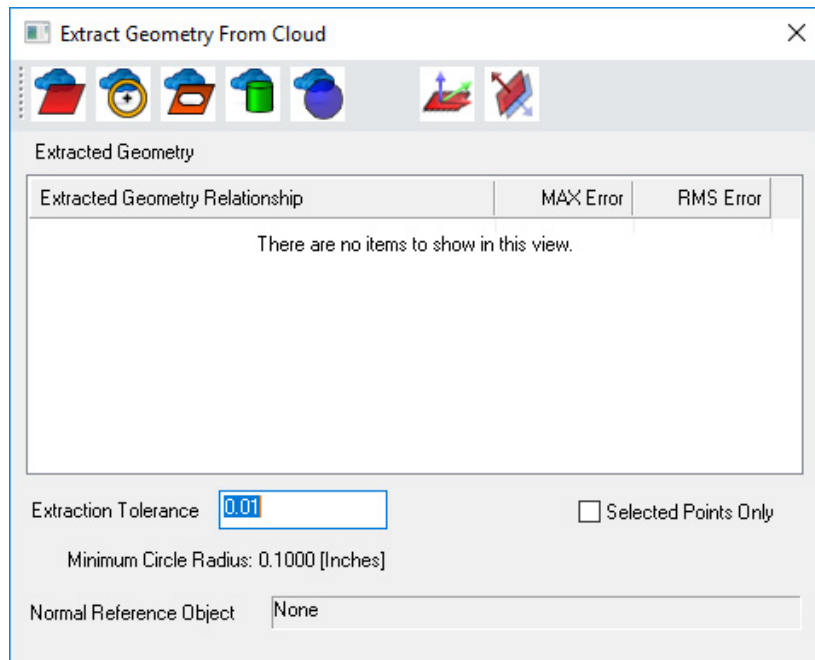 Extract Geometry From Cloud
Extracted Geometry
Extracted Geometry Relationship MAX Error RMS Error
There are no items to show in this view.
Extraction Tolerance 0.01 Selected Points Only
Minimum Circle Radius: 0.1000 [Inches]
Normal Reference Object None